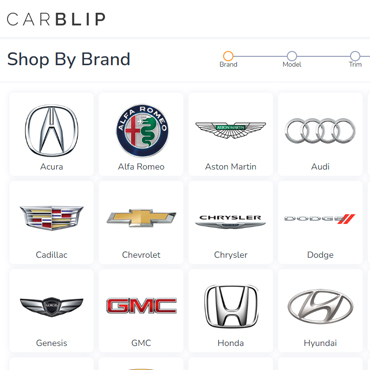 CARBLIP
Shop By Brand
Brand
Model
Trim
ALFA ROMEO
ASTON MARTIN
Acura
Alfa Romeo
Aston Martin
Audi
CHRYSLER
DODGE
Cadillac
Chevrolet
Chrysler
Dodge
GMC
Genesis
GMC
Honda
Hyundai